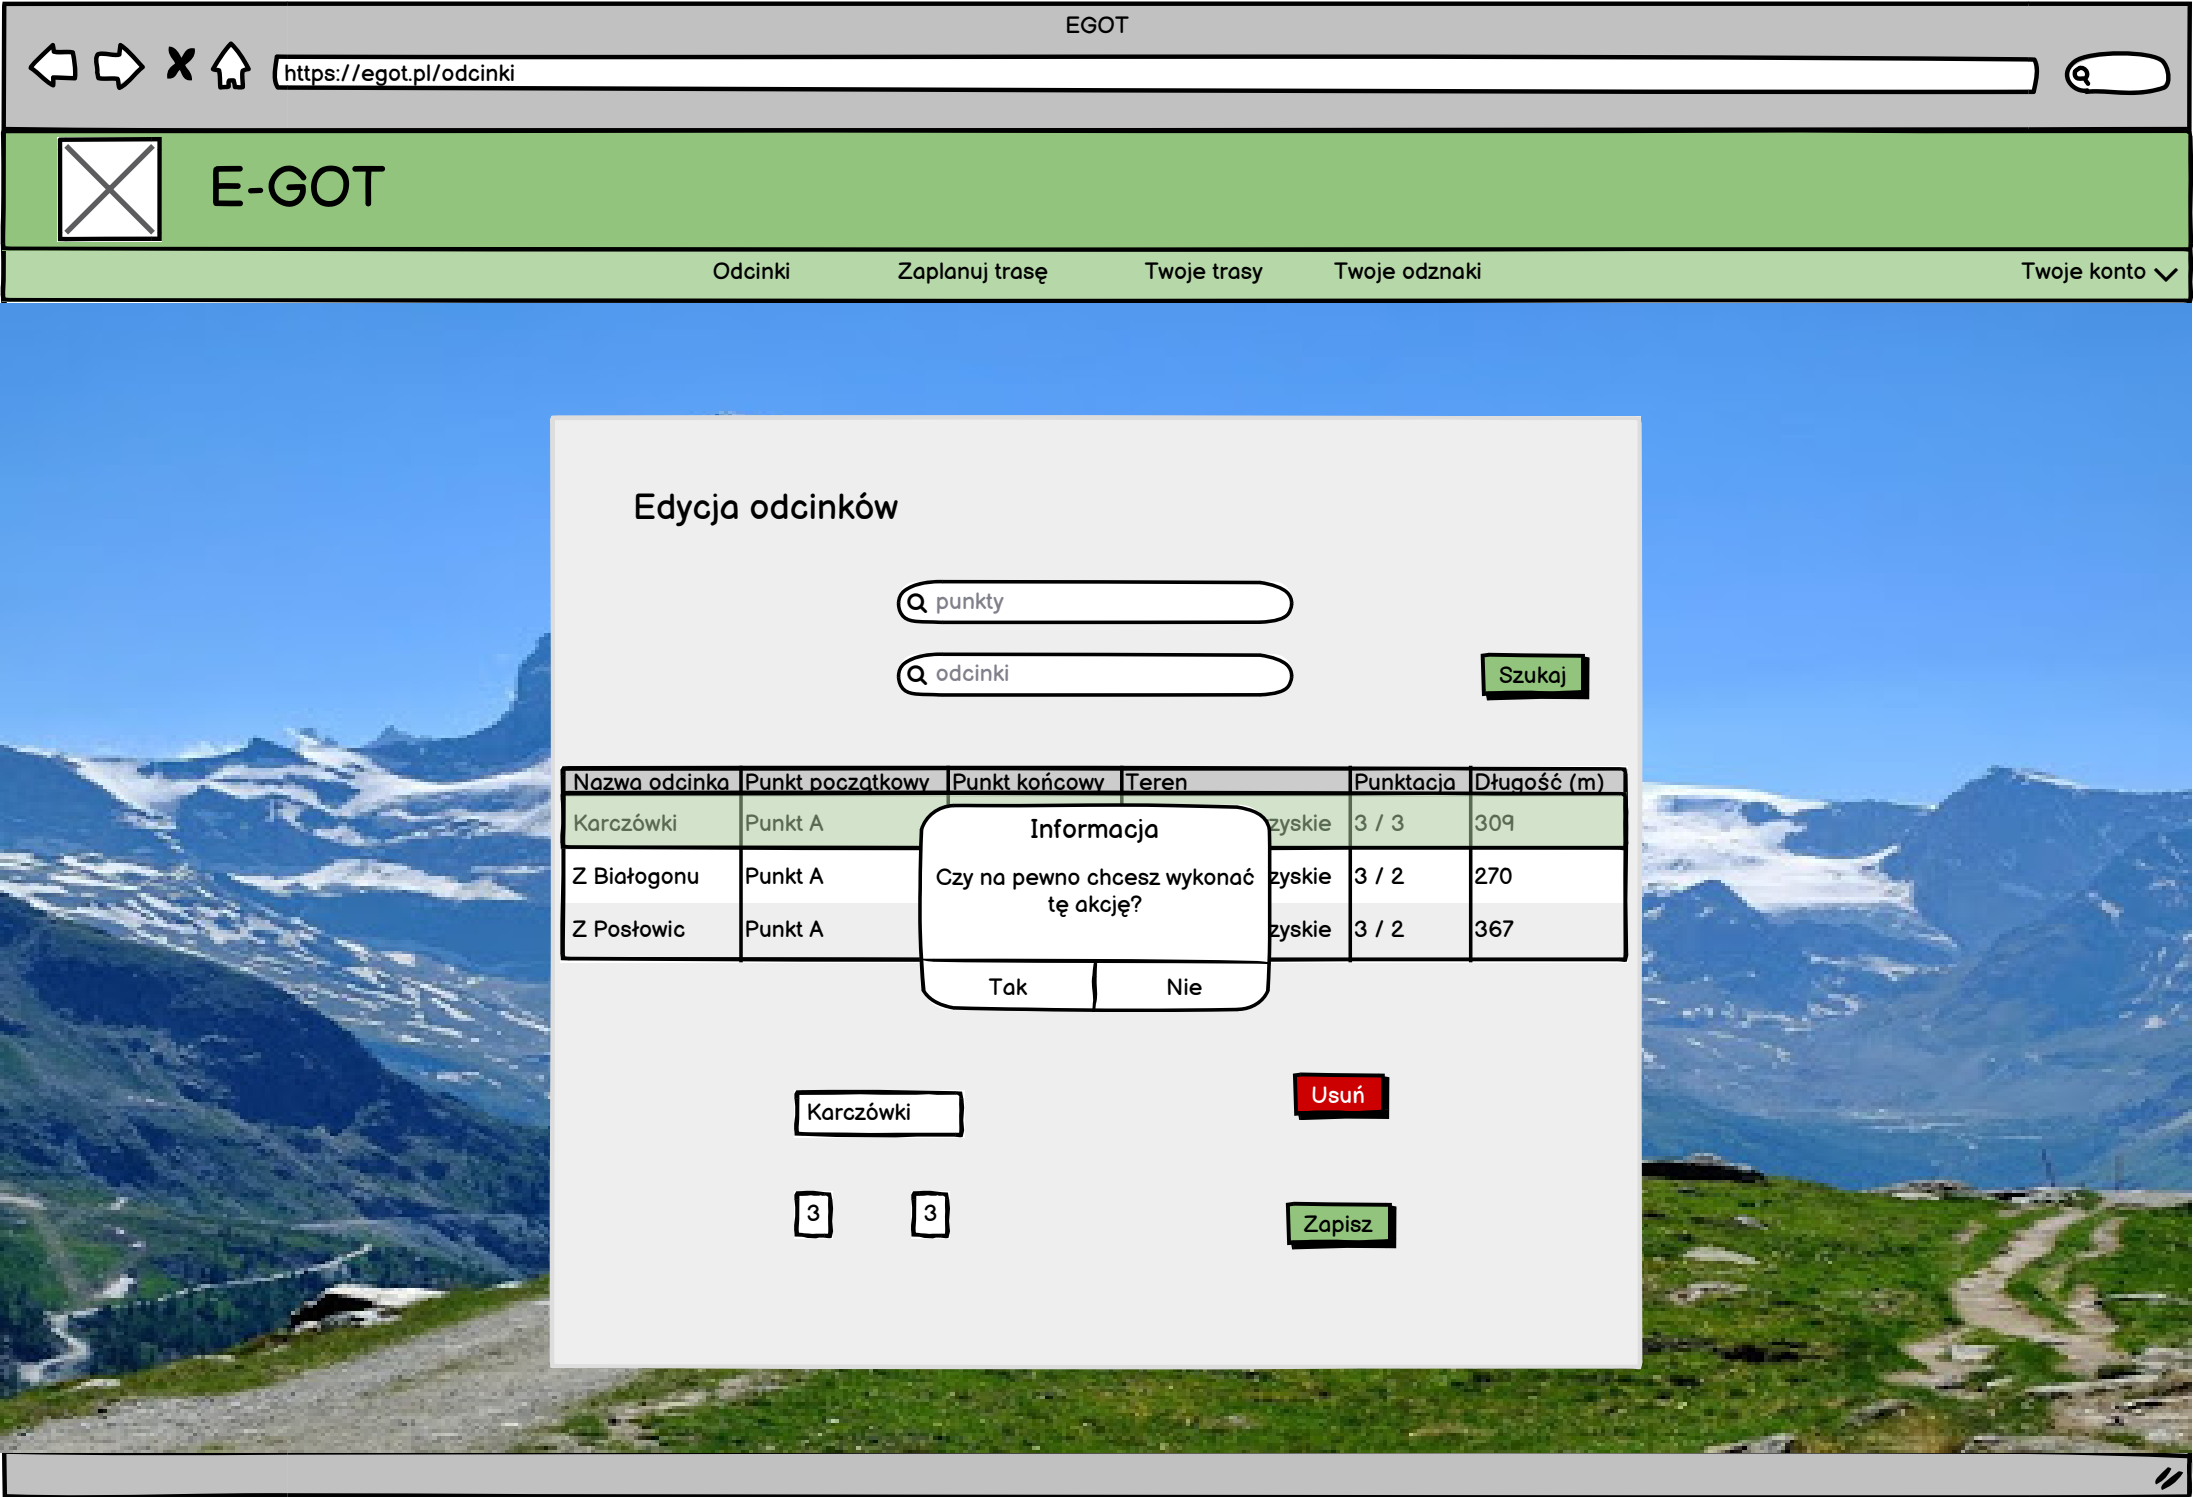 EGOT
https://egot.pl/odcinki
E-GOT
Odcinki Zaplanuj trasę Twoje trasy Twoje odznaki Twoje konto
Edycja odcinków
punkty
odcinki
Szukaj
Nazwa odcinka Punkt początkowy Punkt końcowy Teren Punktacja Długość (m)
Karczówki Punkt A 3 / 3 309
Z Białogonu Punkt A 3 / 2 270
Z Posłowic Punkt A 3 / 2 367
Informacja
Czy na pewno chcesz wykonać
tę akcję?
Tak Nie
Karczówki
Usuń
3 3
Zapisz